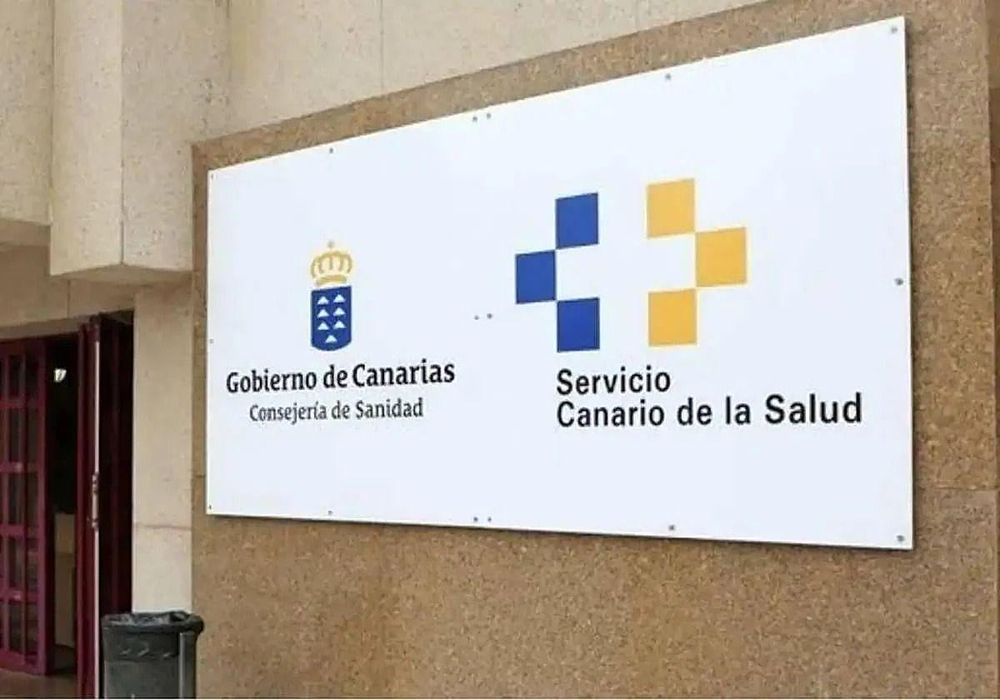 Gobierno de Canarias
Consejería de Sanidad
Servicio
Canario de la Salud